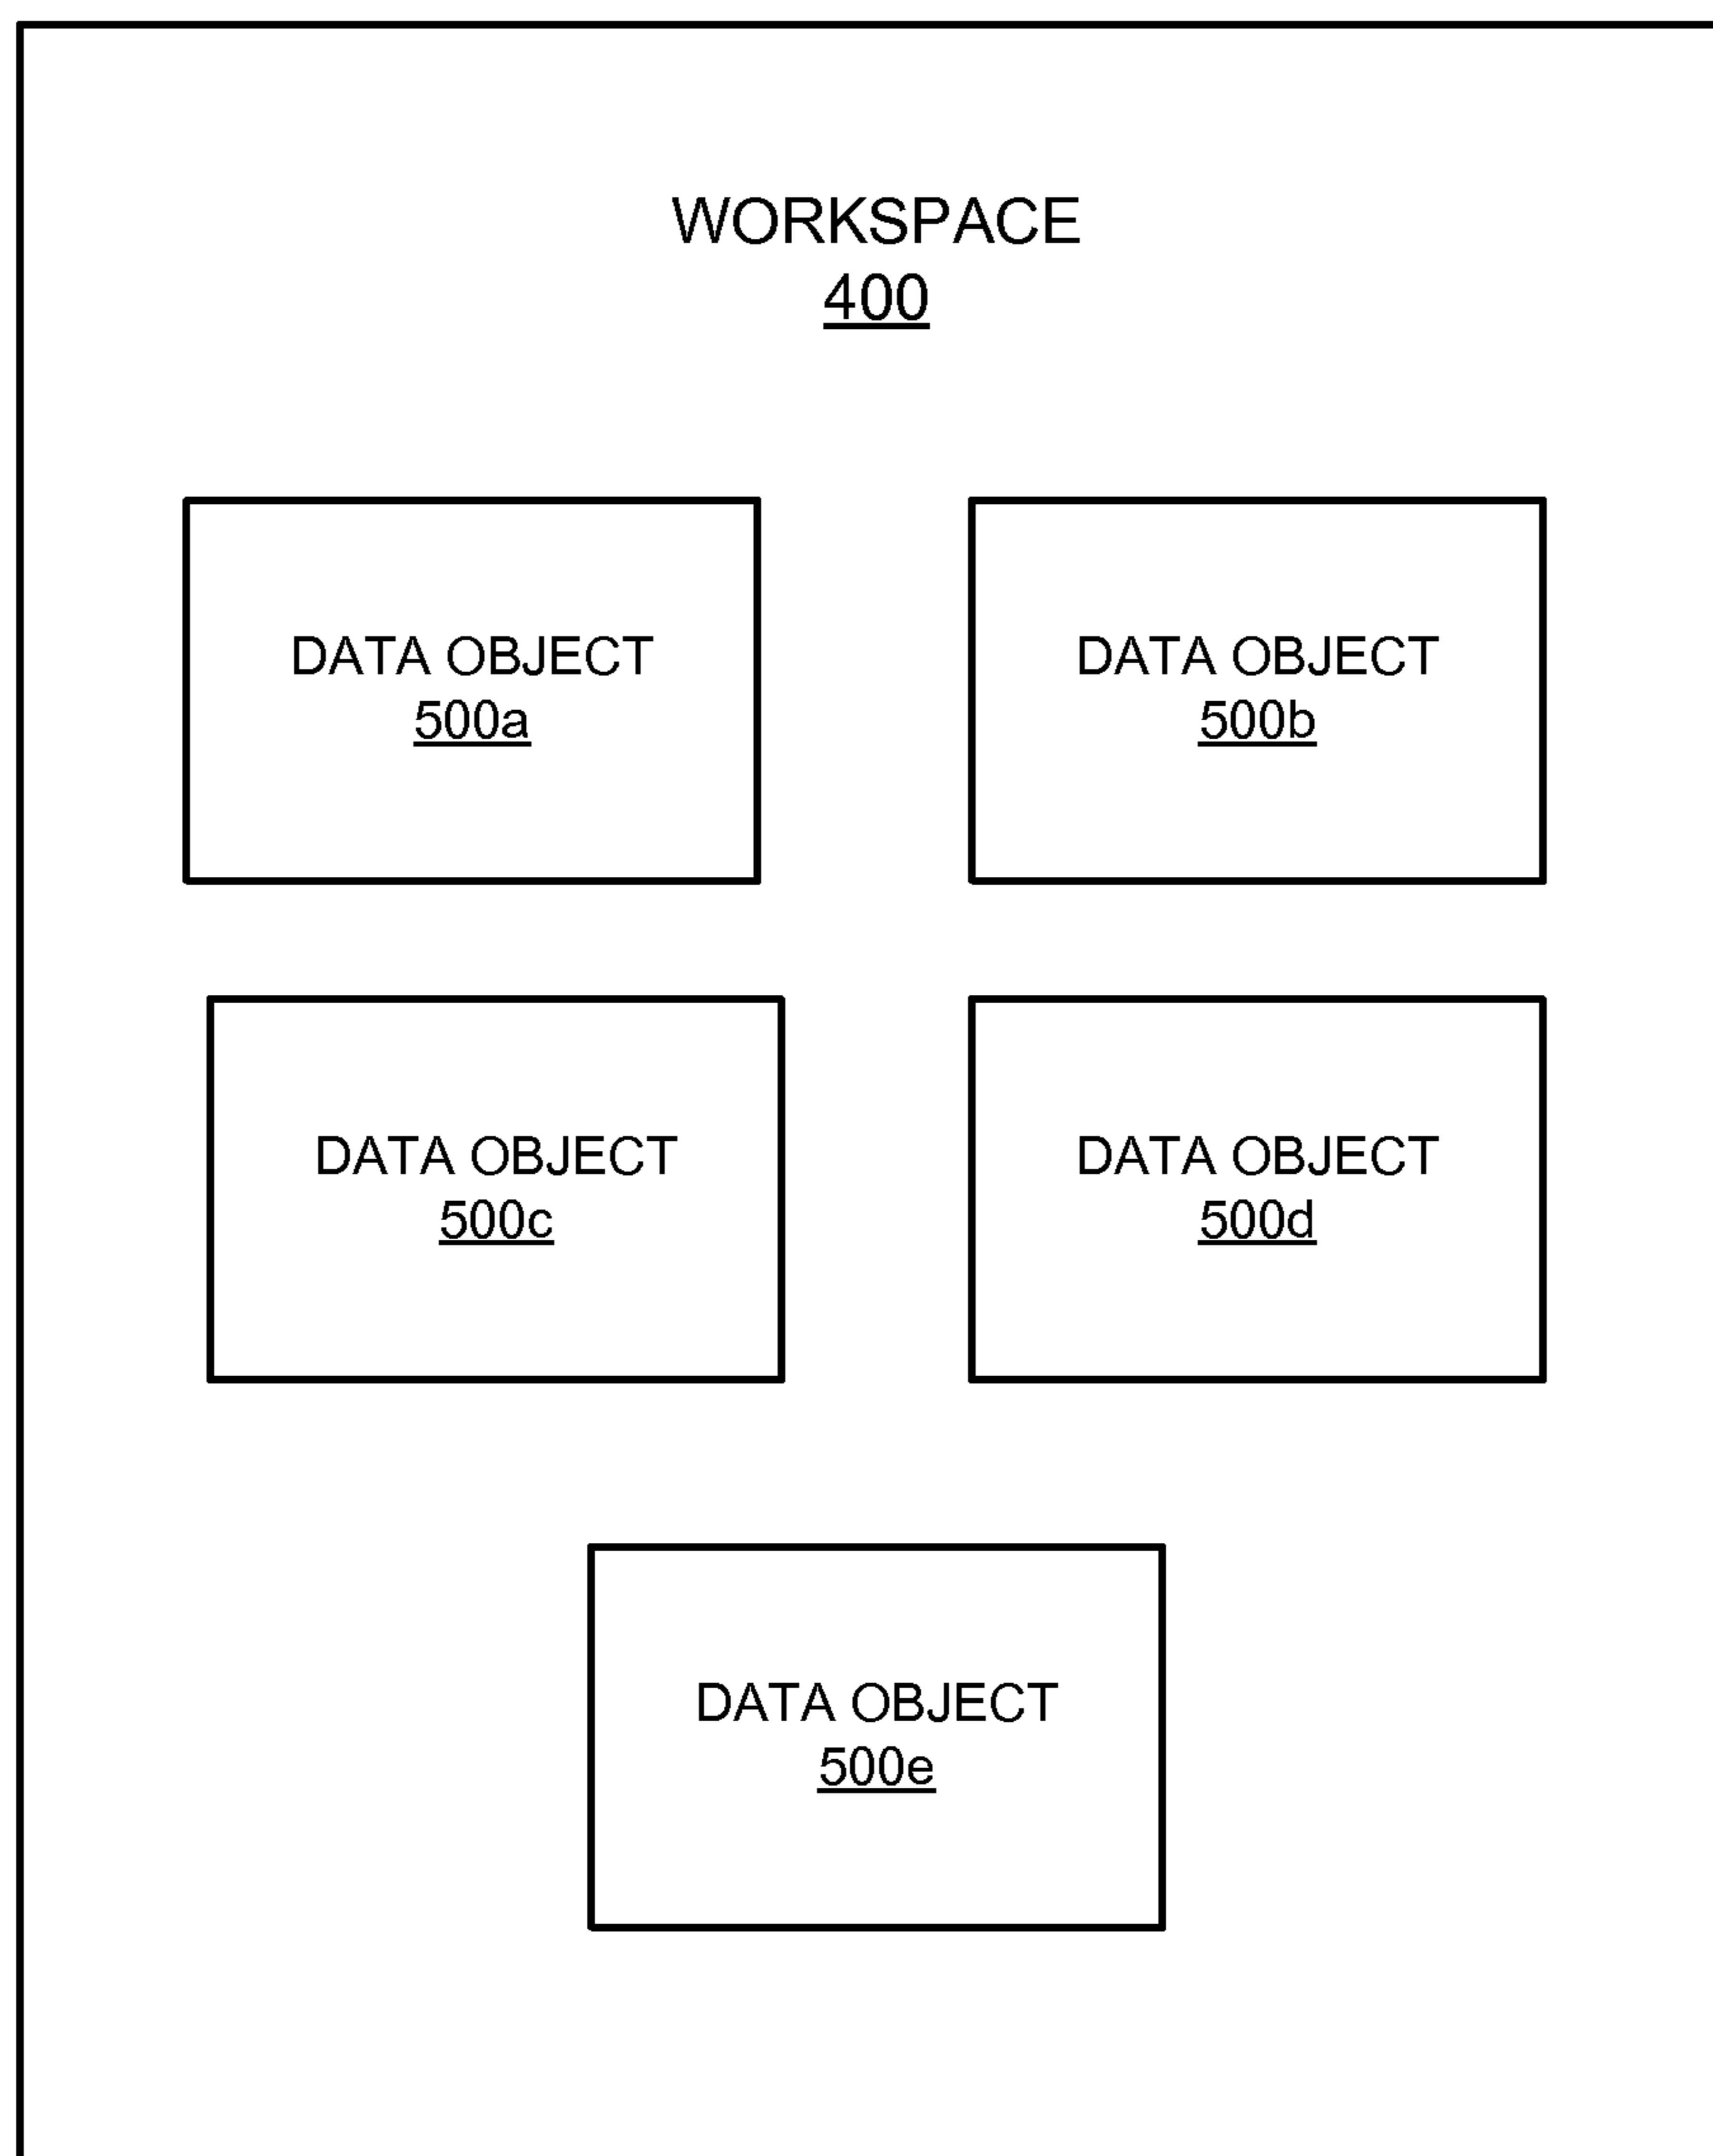 WORKSPACE
400
DATA OBJECT
500a
DATA OBJECT
500b
DATA OBJECT
500c
DATA OBJECT
500d
DATA OBJECT
500e